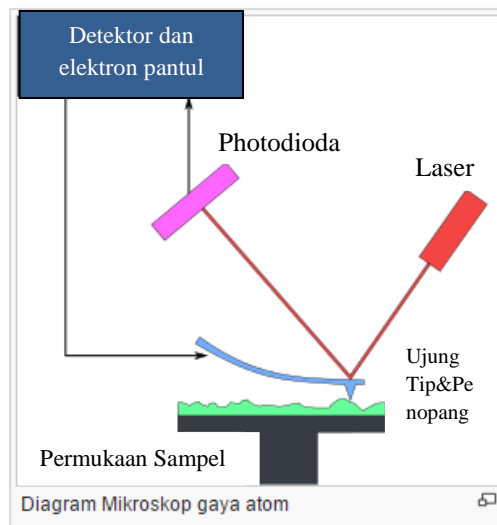 Detektor dan
elektron pantul
Photodioda
Laser
Ujung
Tip&Pe
nopang
Permukaan Sampel
Diagram Mikroskop gaya atom